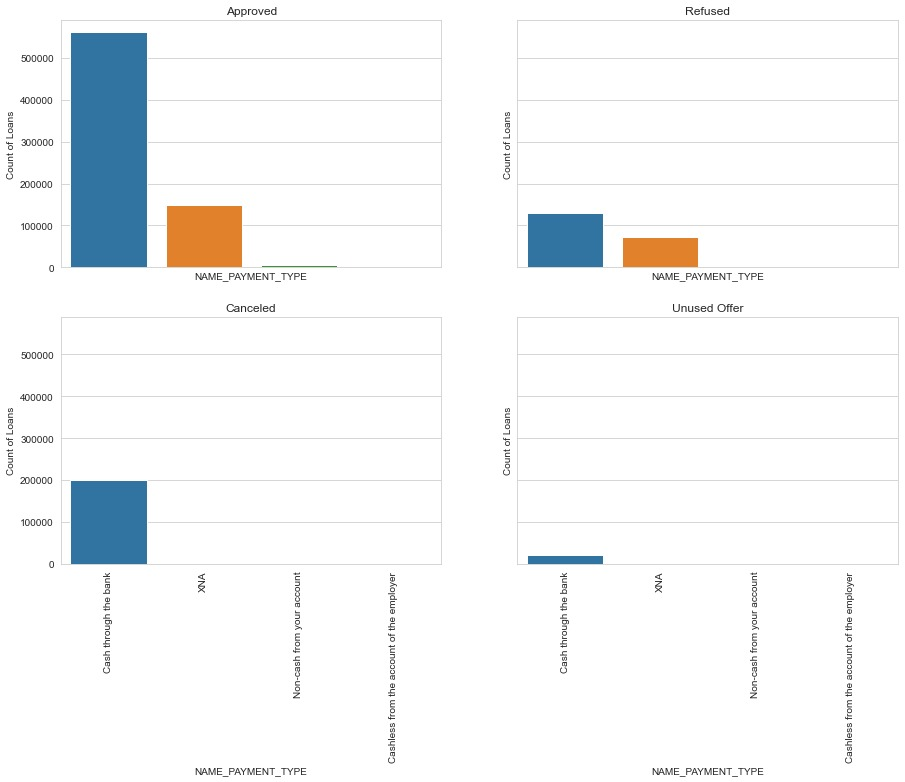 Approved
500000
400000
300000
200000
100000
0
Count of Loans
NAME_PAYMENT_TYPE
Refused
Count of Loans
NAME_PAYMENT_TYPE
Canceled
500000
400000
300000
200000
100000
0
Count of Loans
Cash through the bank
XNA
Non-cash from your account
Cashless from the account of the employer
NAME_PAYMENT_TYPE
Unused Offer
Count of Loans
Cash through the bank
XNA
Non-cash from your account
Cashless from the account of the employer
NAME_PAYMENT_TYPE